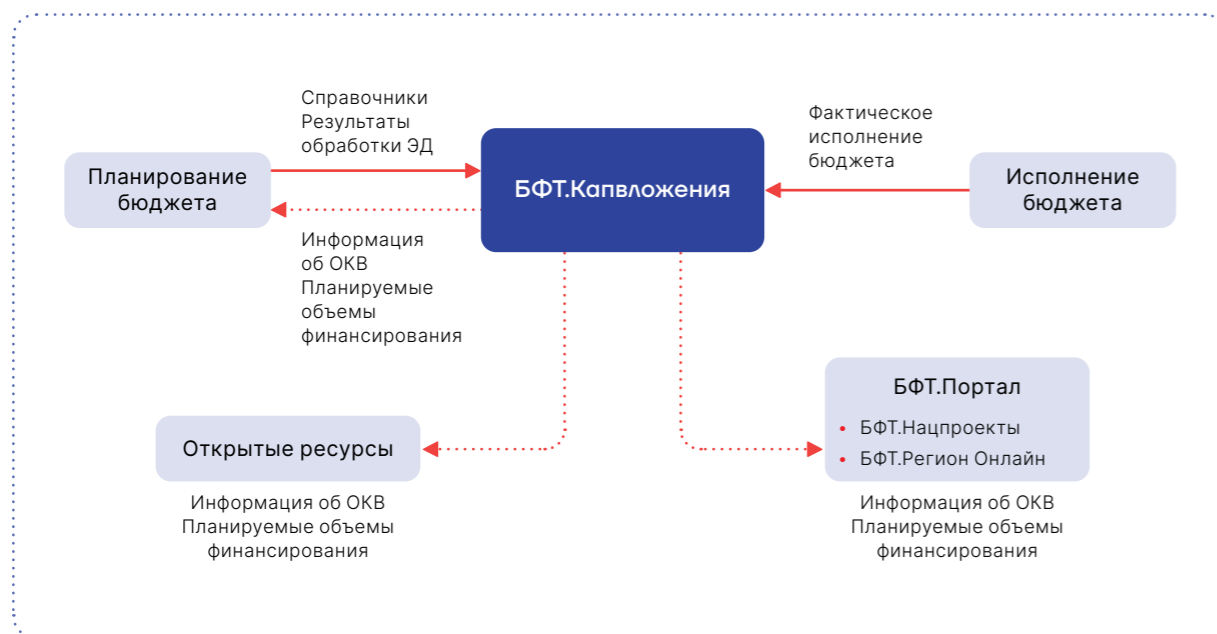 Справочники
Результаты
обработки ЭД
Фактическое
исполнение
бюджета
Планирование
бюджета
БФТ.Капвложения
Исполнение
бюджета
Информация
об ОКВ
Планируемые
объемы
финансирования
Открытые ресурсы
Информация об ОКВ
Планируемые объемы
финансирования
БФТ.Портал
• БФТ.Нацпроекты
• БФТ.Регион Онлайн
Информация об ОКВ
Планируемые объемы
финансирования